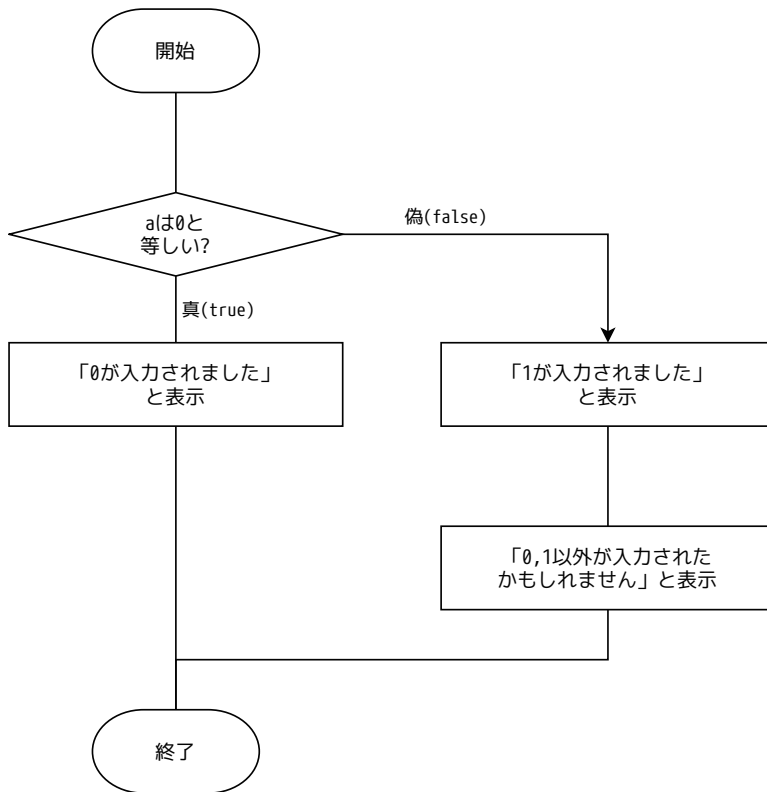 開始
aは0と
等しい?
偽(false)
真(true)
「0が入力されました」
と表示
「1が入力されました」
と表示
「0,1以外が入力された
かもしれません」と表示
終了